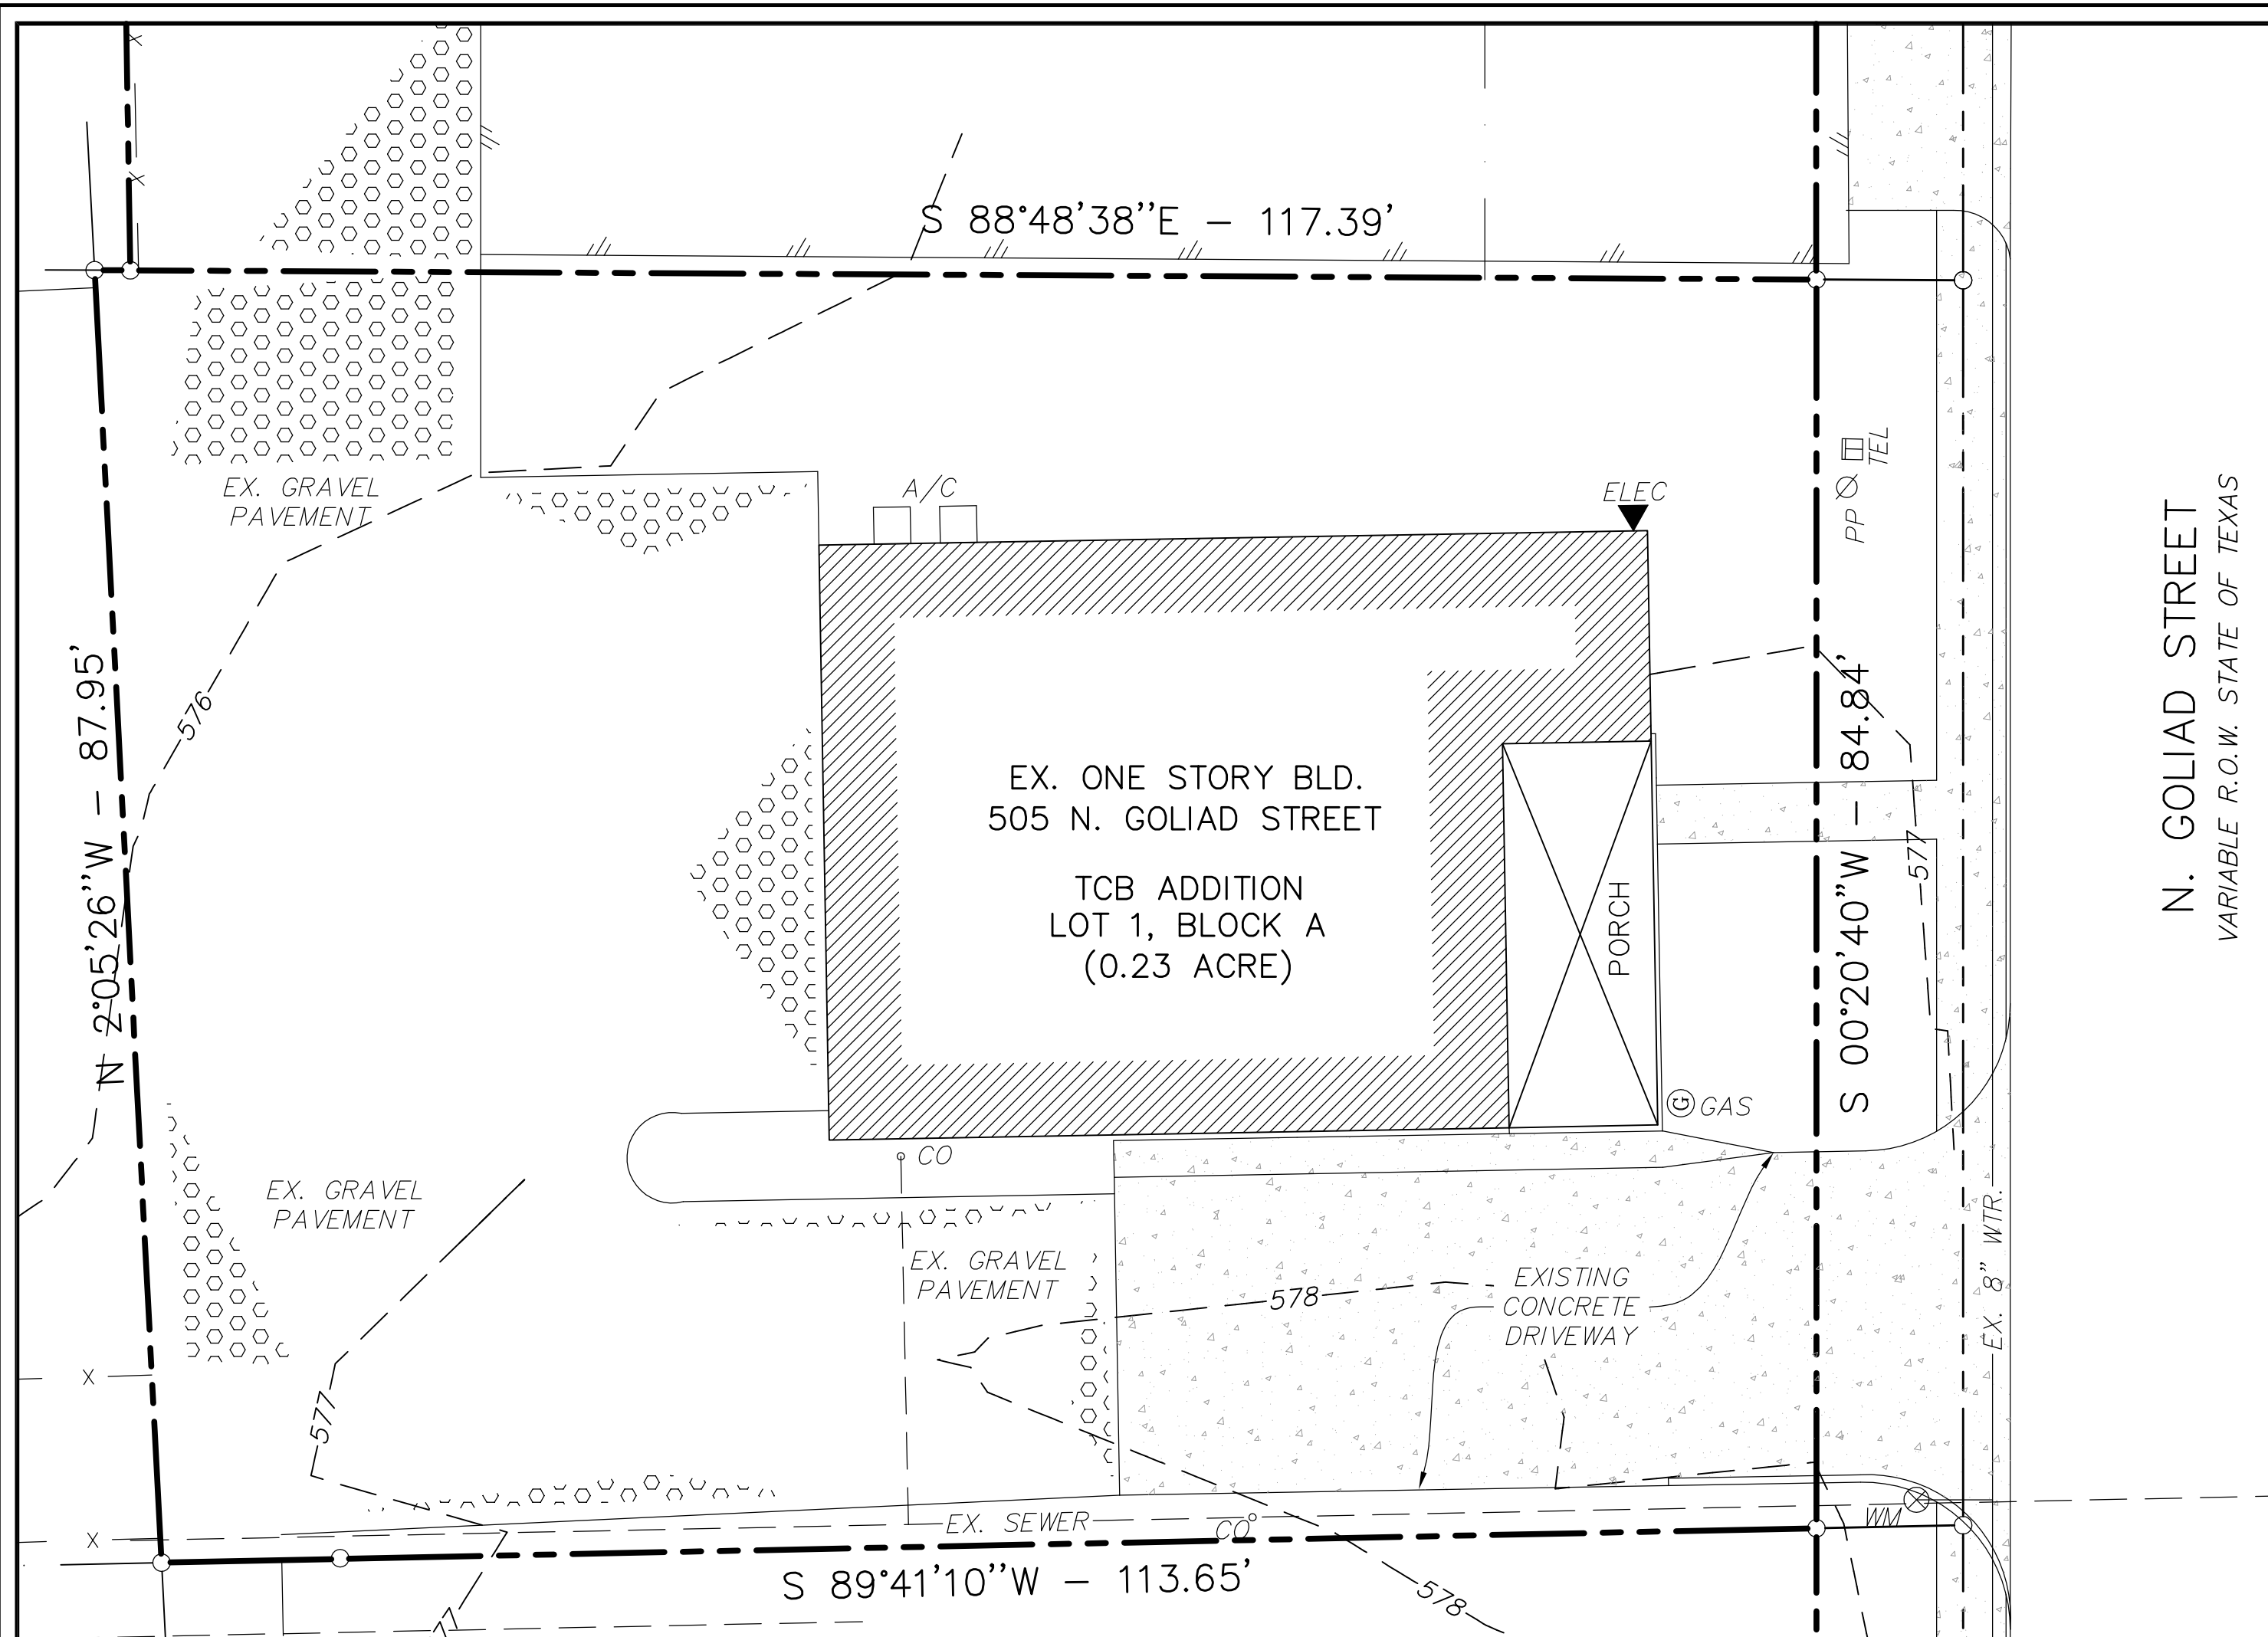 S 88°48'38"E – 117.39'
EX. GRAVEL
PAVEMENT
A/C
ELEC
TEL
PP
N. GOLIAD STREET
VARIABLE R.O.W. STATE OF TEXAS
N 2°05'26"W – 87.95'
576
EX. ONE STORY BLD.
505 N. GOLIAD STREET
TCB ADDITION
LOT 1, BLOCK A
(0.23 ACRE)
PORCH
S 00°20'40"W – 84.84'
577
G GAS
CO
EX. GRAVEL
PAVEMENT
EX. GRAVEL
PAVEMENT
578
EXISTING
CONCRETE
DRIVEWAY
EX. 8" WTR.
577
X
X
X
X
EX. SEWER
CO
WM
S 89°41'10"W – 113.65'
578